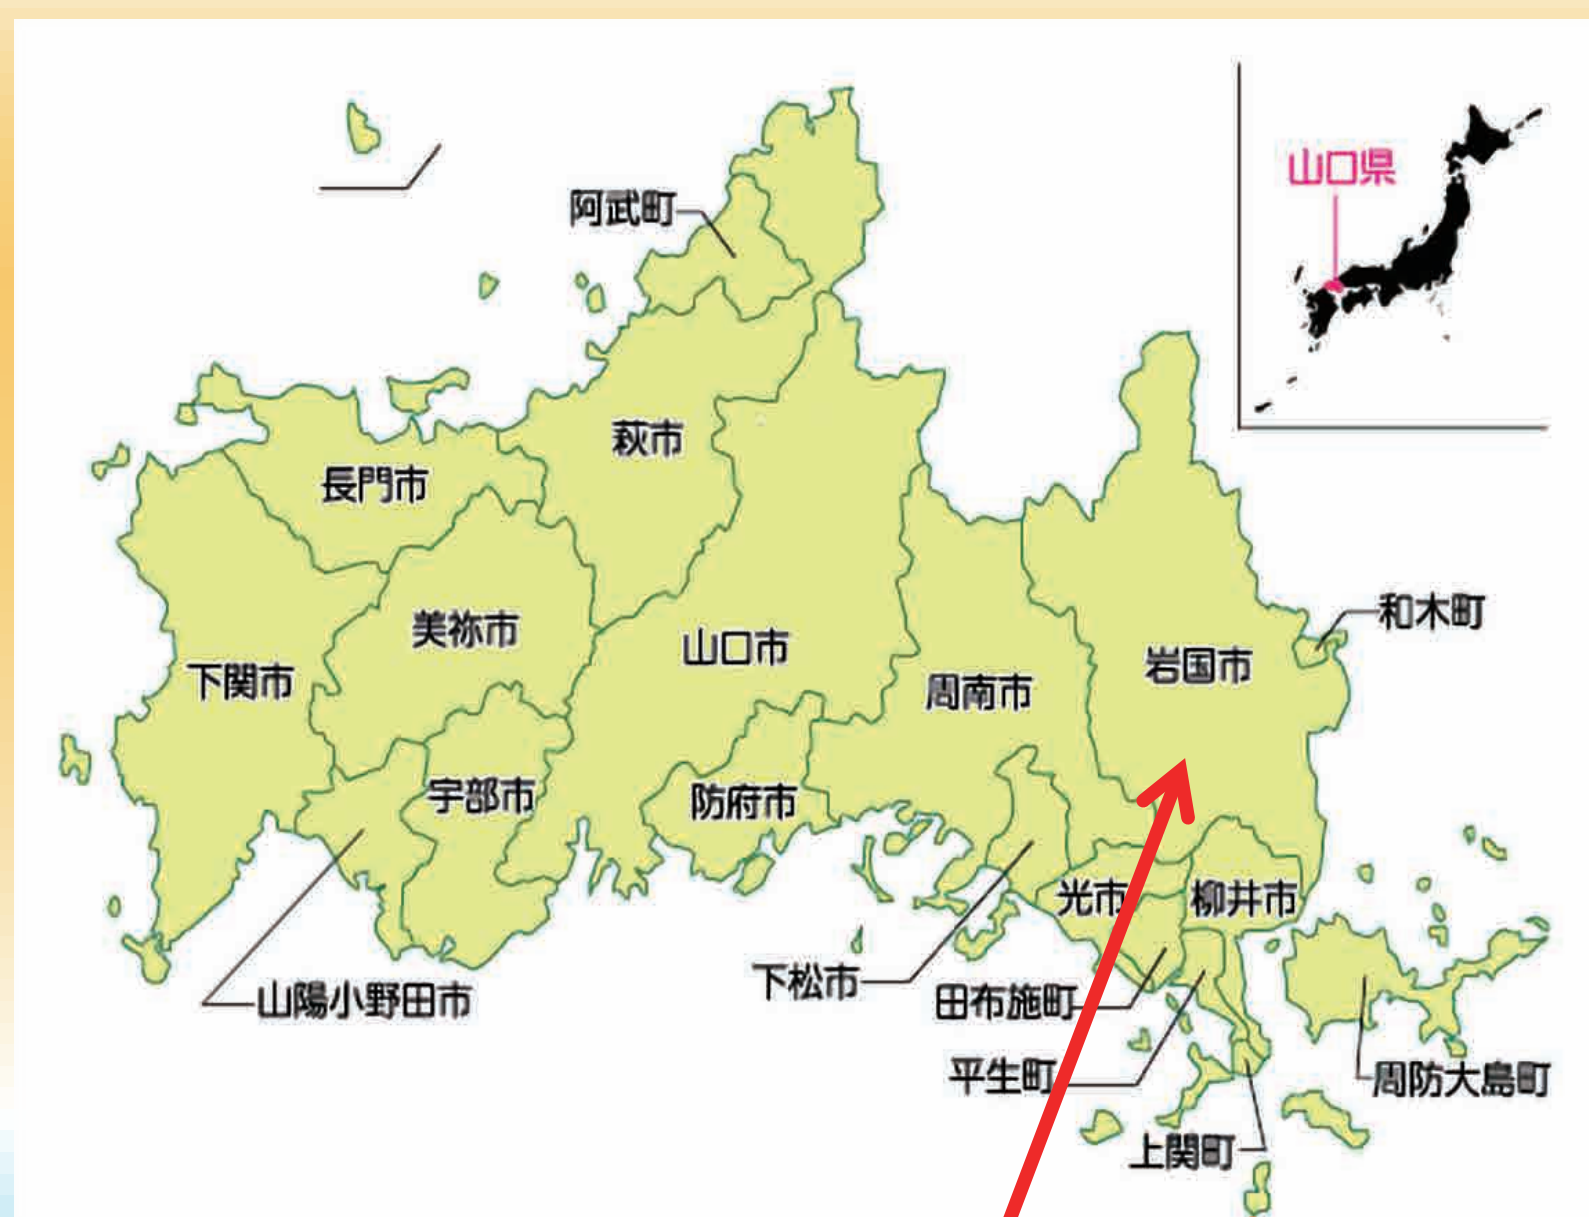 山口県
阿武町
萩市
長門市
和木町
美祢市
山口市
岩国市
下関市
周南市
宇部市
防府市
光市
柳井市
下松市
山陽小野田市
田布施町
平生町
周防大島町
上関町